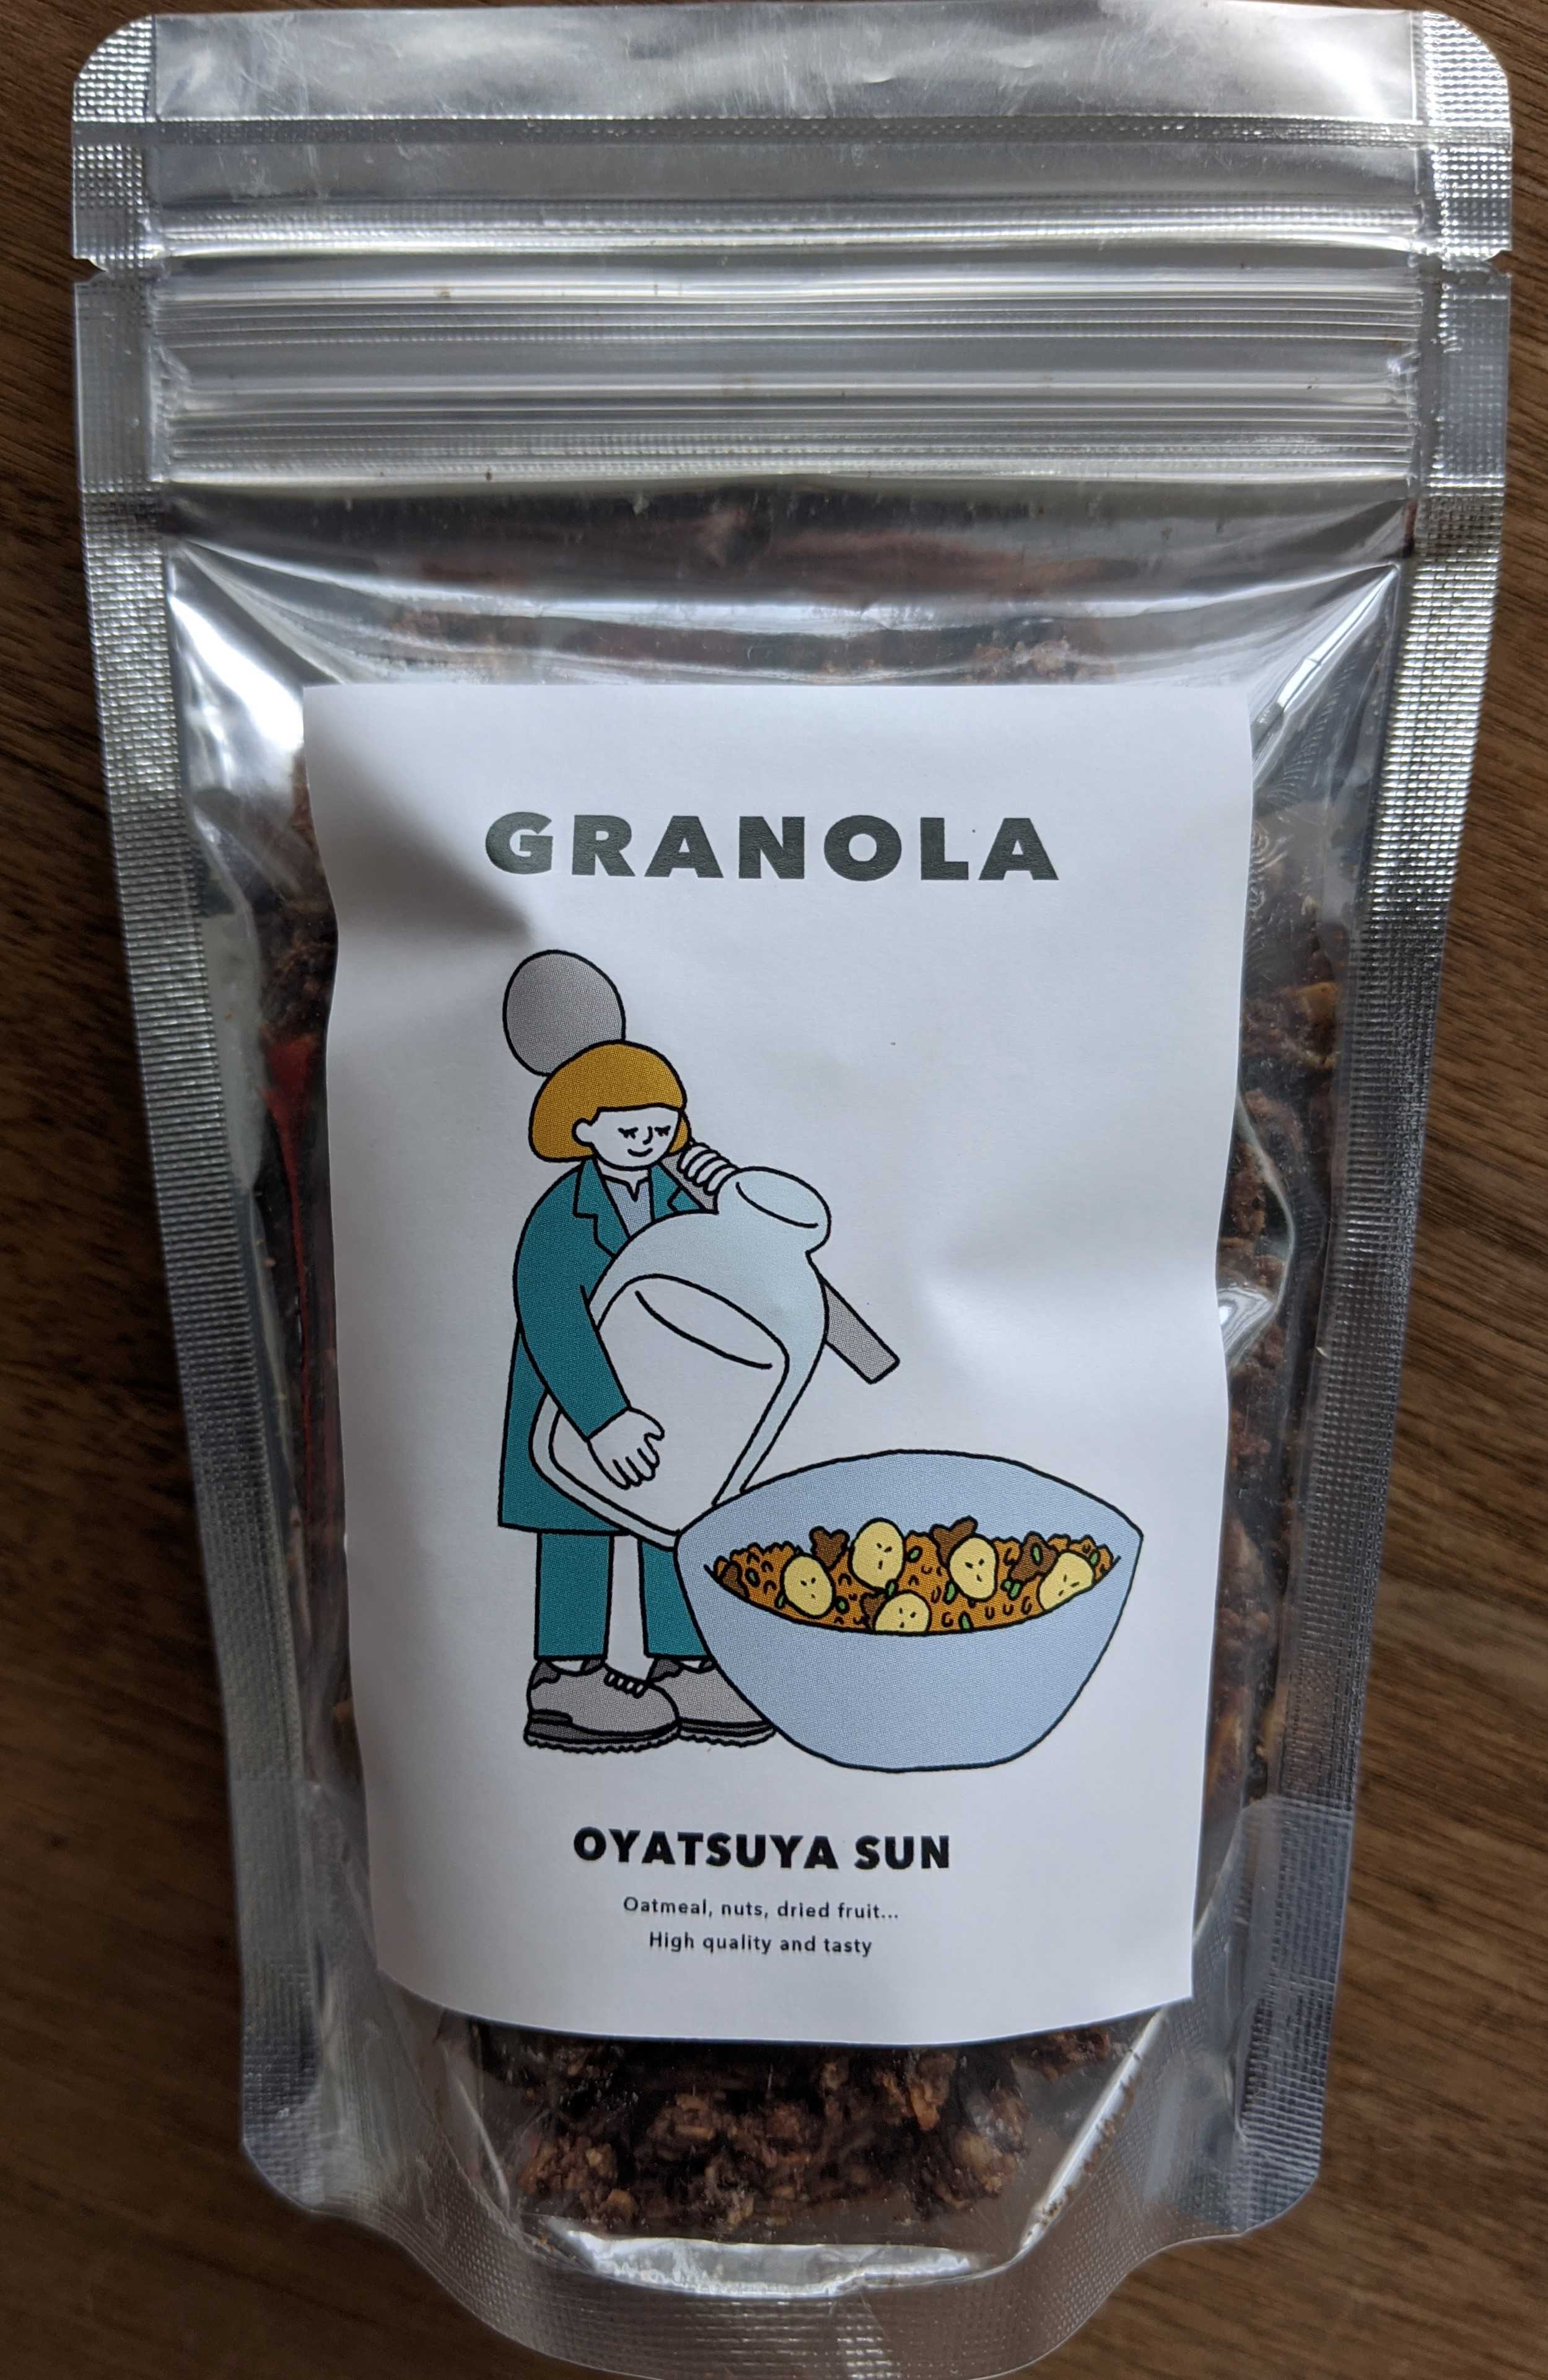 GRANOLA
OYATSUYA SUN
Oatmeal, nuts, dried fruit...
High quality and tasty